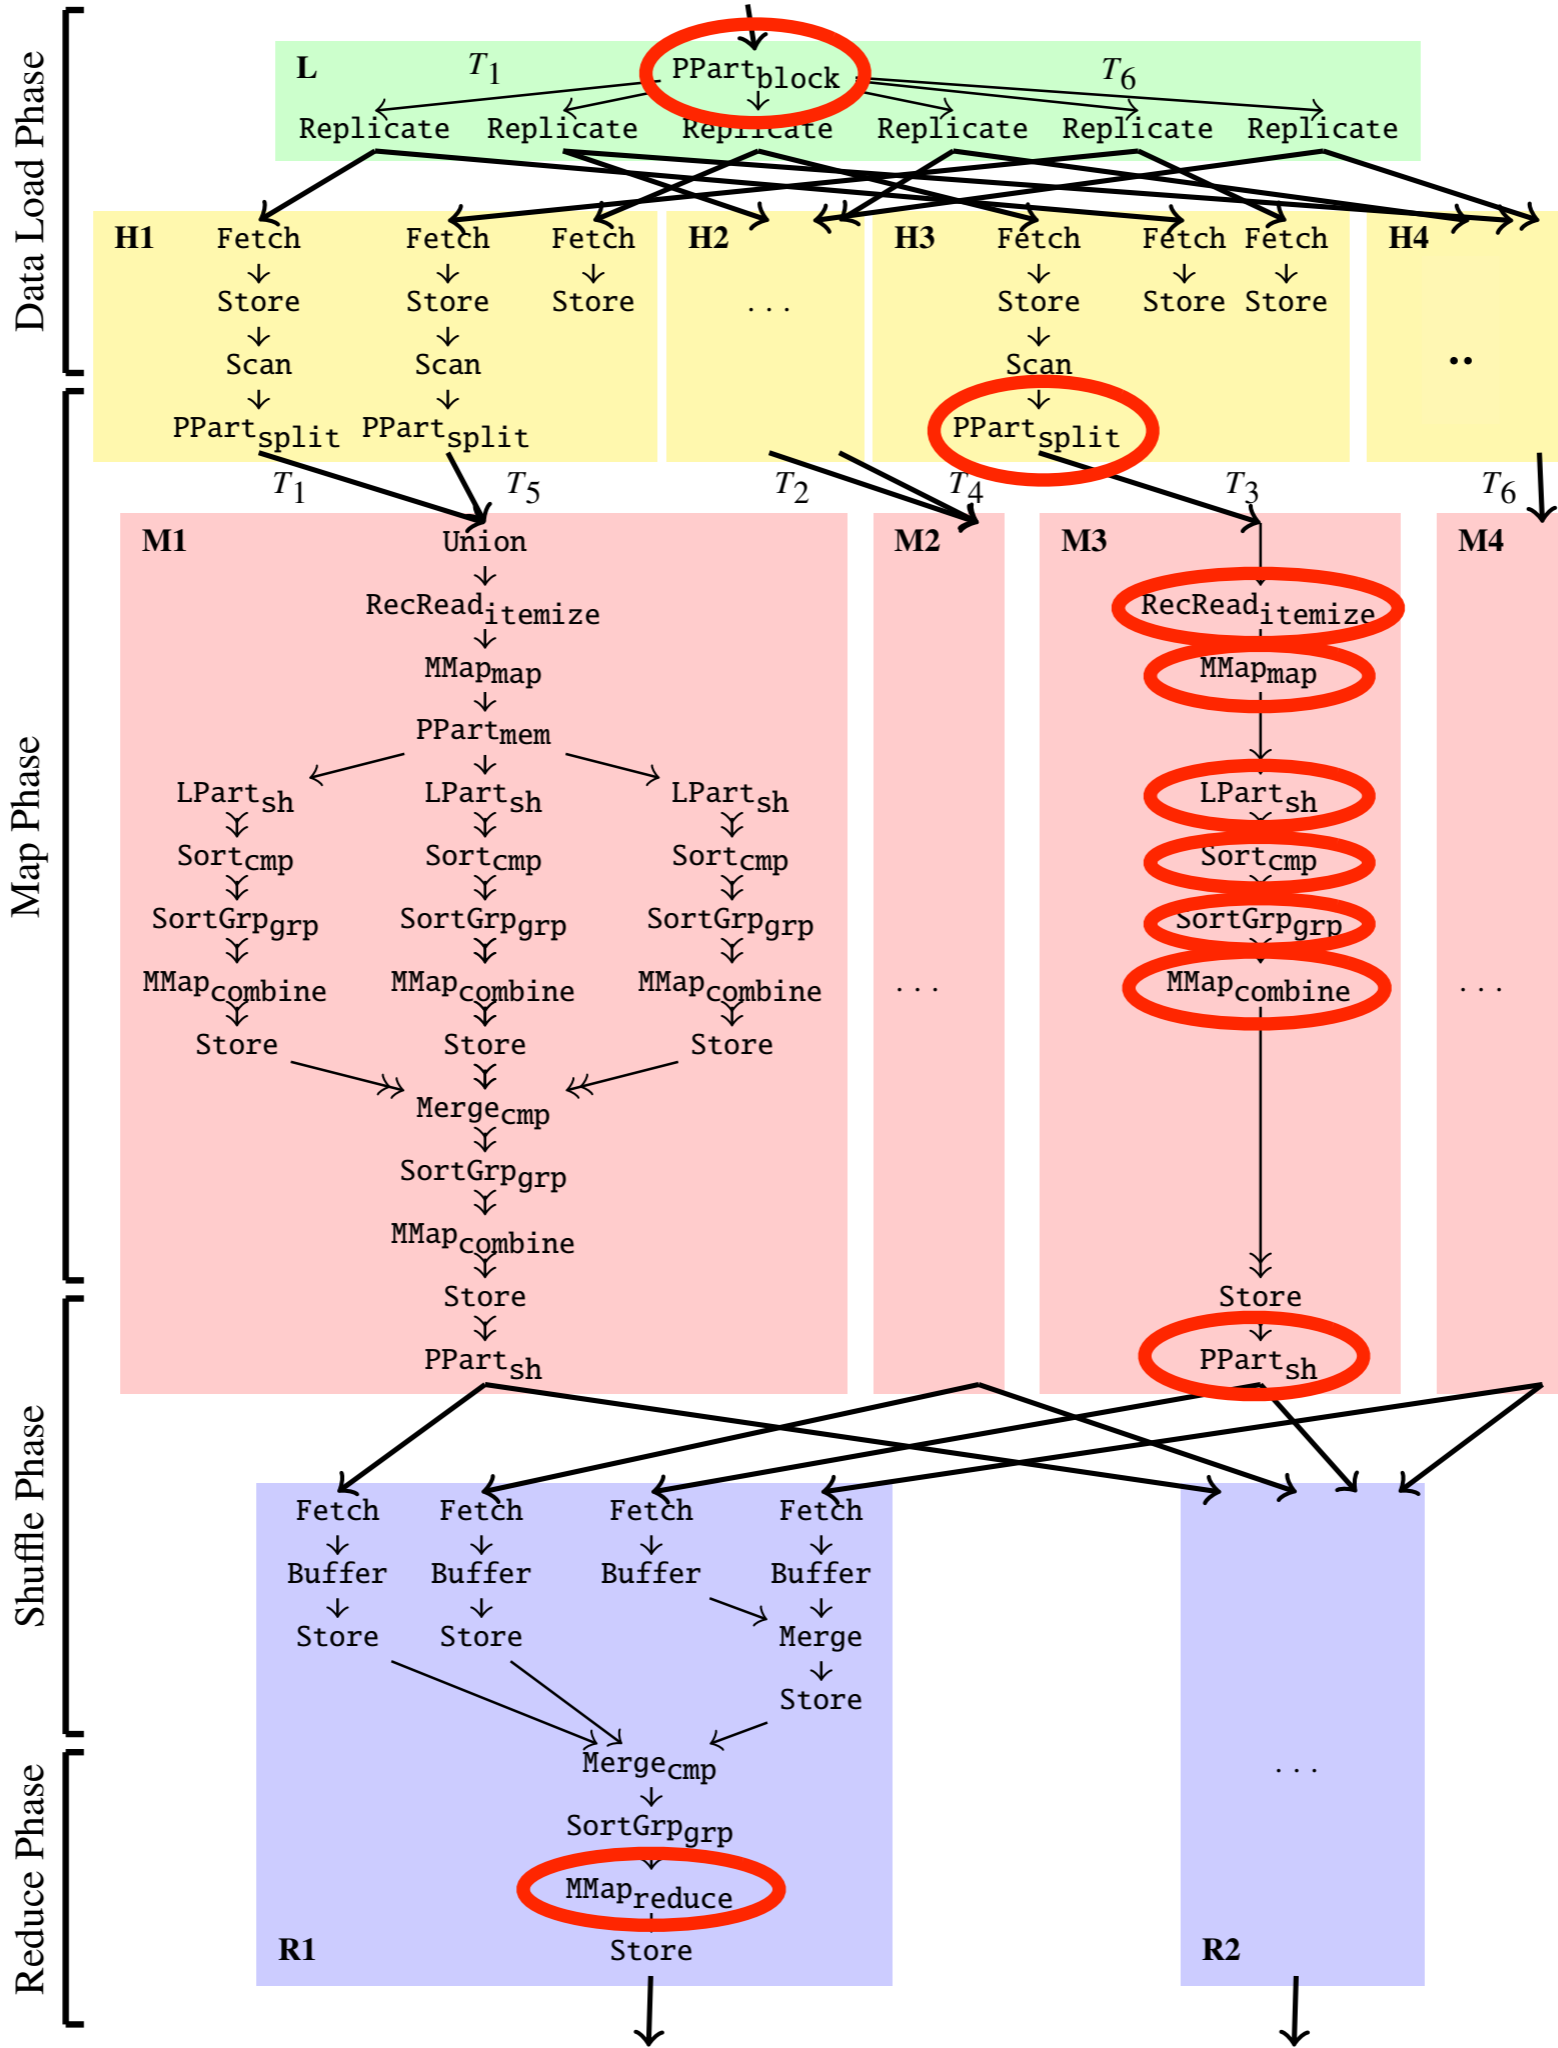 Data Load Phase
L T1 PPartblock T6
Replicate Replicate Replicate Replicate Replicate Replicate
H1 Fetch Fetch Fetch H2 H3 Fetch Fetch Fetch H4
Store Store Store ... Store Store Store
Scan Scan Scan ..
PPartsplit PPartsplit PPartsplit
T1 T5 T2 T4 T3 T6
Map Phase
M1 Union M2 M3 M4
RecReaditemize RecReaditemize
MMapmap MMapmap
PPartmem
LPartsh LPartsh LPartsh LPartsh
Sortcmp Sortcmp Sortcmp Sortcmp
SortGrpgrp SortGrpgrp SortGrpgrp SortGrpgrp
MMapcombine MMapcombine MMapcombine ... MMapcombine ...
Store Store Store
Mergecmp
SortGrpgrp
MMapcombine
Store Store
PPartsh PPartsh
Shuffle Phase
Fetch Fetch Fetch Fetch
Buffer Buffer Buffer Buffer
Store Store Merge
Store
Reduce Phase
Mergecmp ...
SortGrpgrp
MMapreduce
R1 Store R2